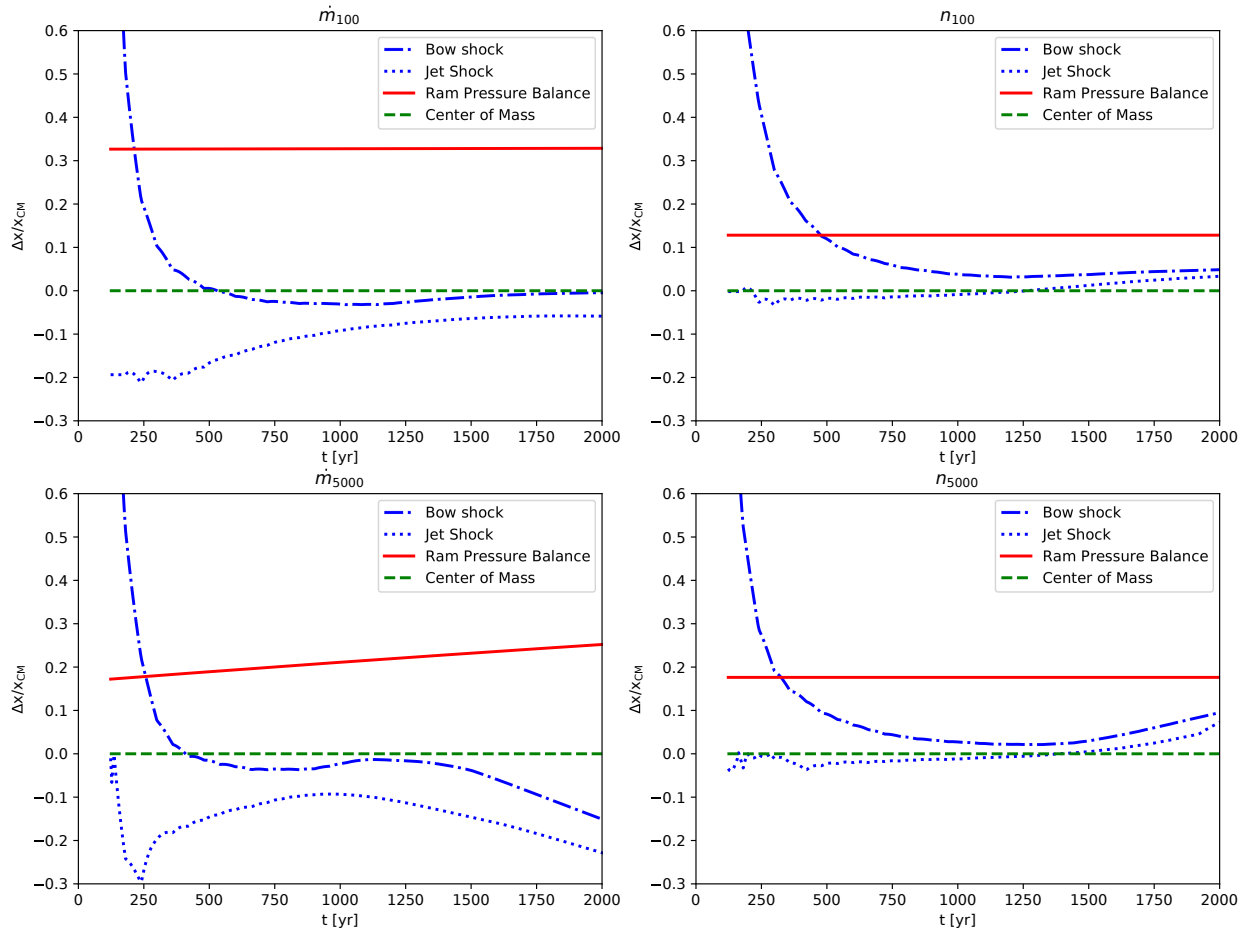 ṁ100
0.6
0.5
0.4
0.3
0.2
0.1
0.0
−0.1
−0.2
−0.3
Δx/xCM
0 250 500 750 1000 1250 1500 1750 2000
t [yr]
Bow shock
Jet Shock
Ram Pressure Balance
Center of Mass
n100
0.6
0.5
0.4
0.3
0.2
0.1
0.0
−0.1
−0.2
−0.3
Δx/xCM
0 250 500 750 1000 1250 1500 1750 2000
t [yr]
Bow shock
Jet Shock
Ram Pressure Balance
Center of Mass
ṁ5000
0.6
0.5
0.4
0.3
0.2
0.1
0.0
−0.1
−0.2
−0.3
Δx/xCM
0 250 500 750 1000 1250 1500 1750 2000
t [yr]
Bow shock
Jet Shock
Ram Pressure Balance
Center of Mass
n5000
0.6
0.5
0.4
0.3
0.2
0.1
0.0
−0.1
−0.2
−0.3
Δx/xCM
0 250 500 750 1000 1250 1500 1750 2000
t [yr]
Bow shock
Jet Shock
Ram Pressure Balance
Center of Mass